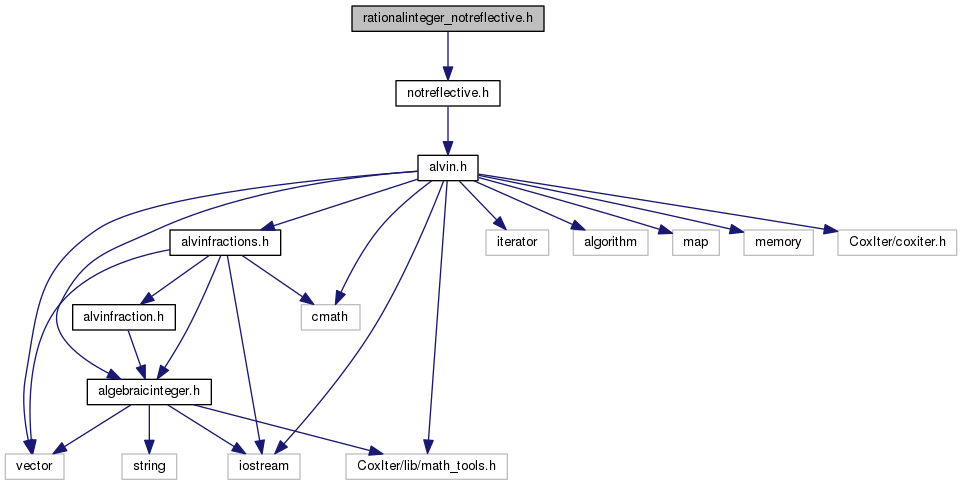 rationalinteger_notreflective.h
notreflective.h
alvin.h
alvinfractions.h
iterator
algorithm
map
memory
CoxIter/coxiter.h
alvinfraction.h
cmath
algebraicinteger.h
vector
string
iostream
CoxIter/lib/math_tools.h